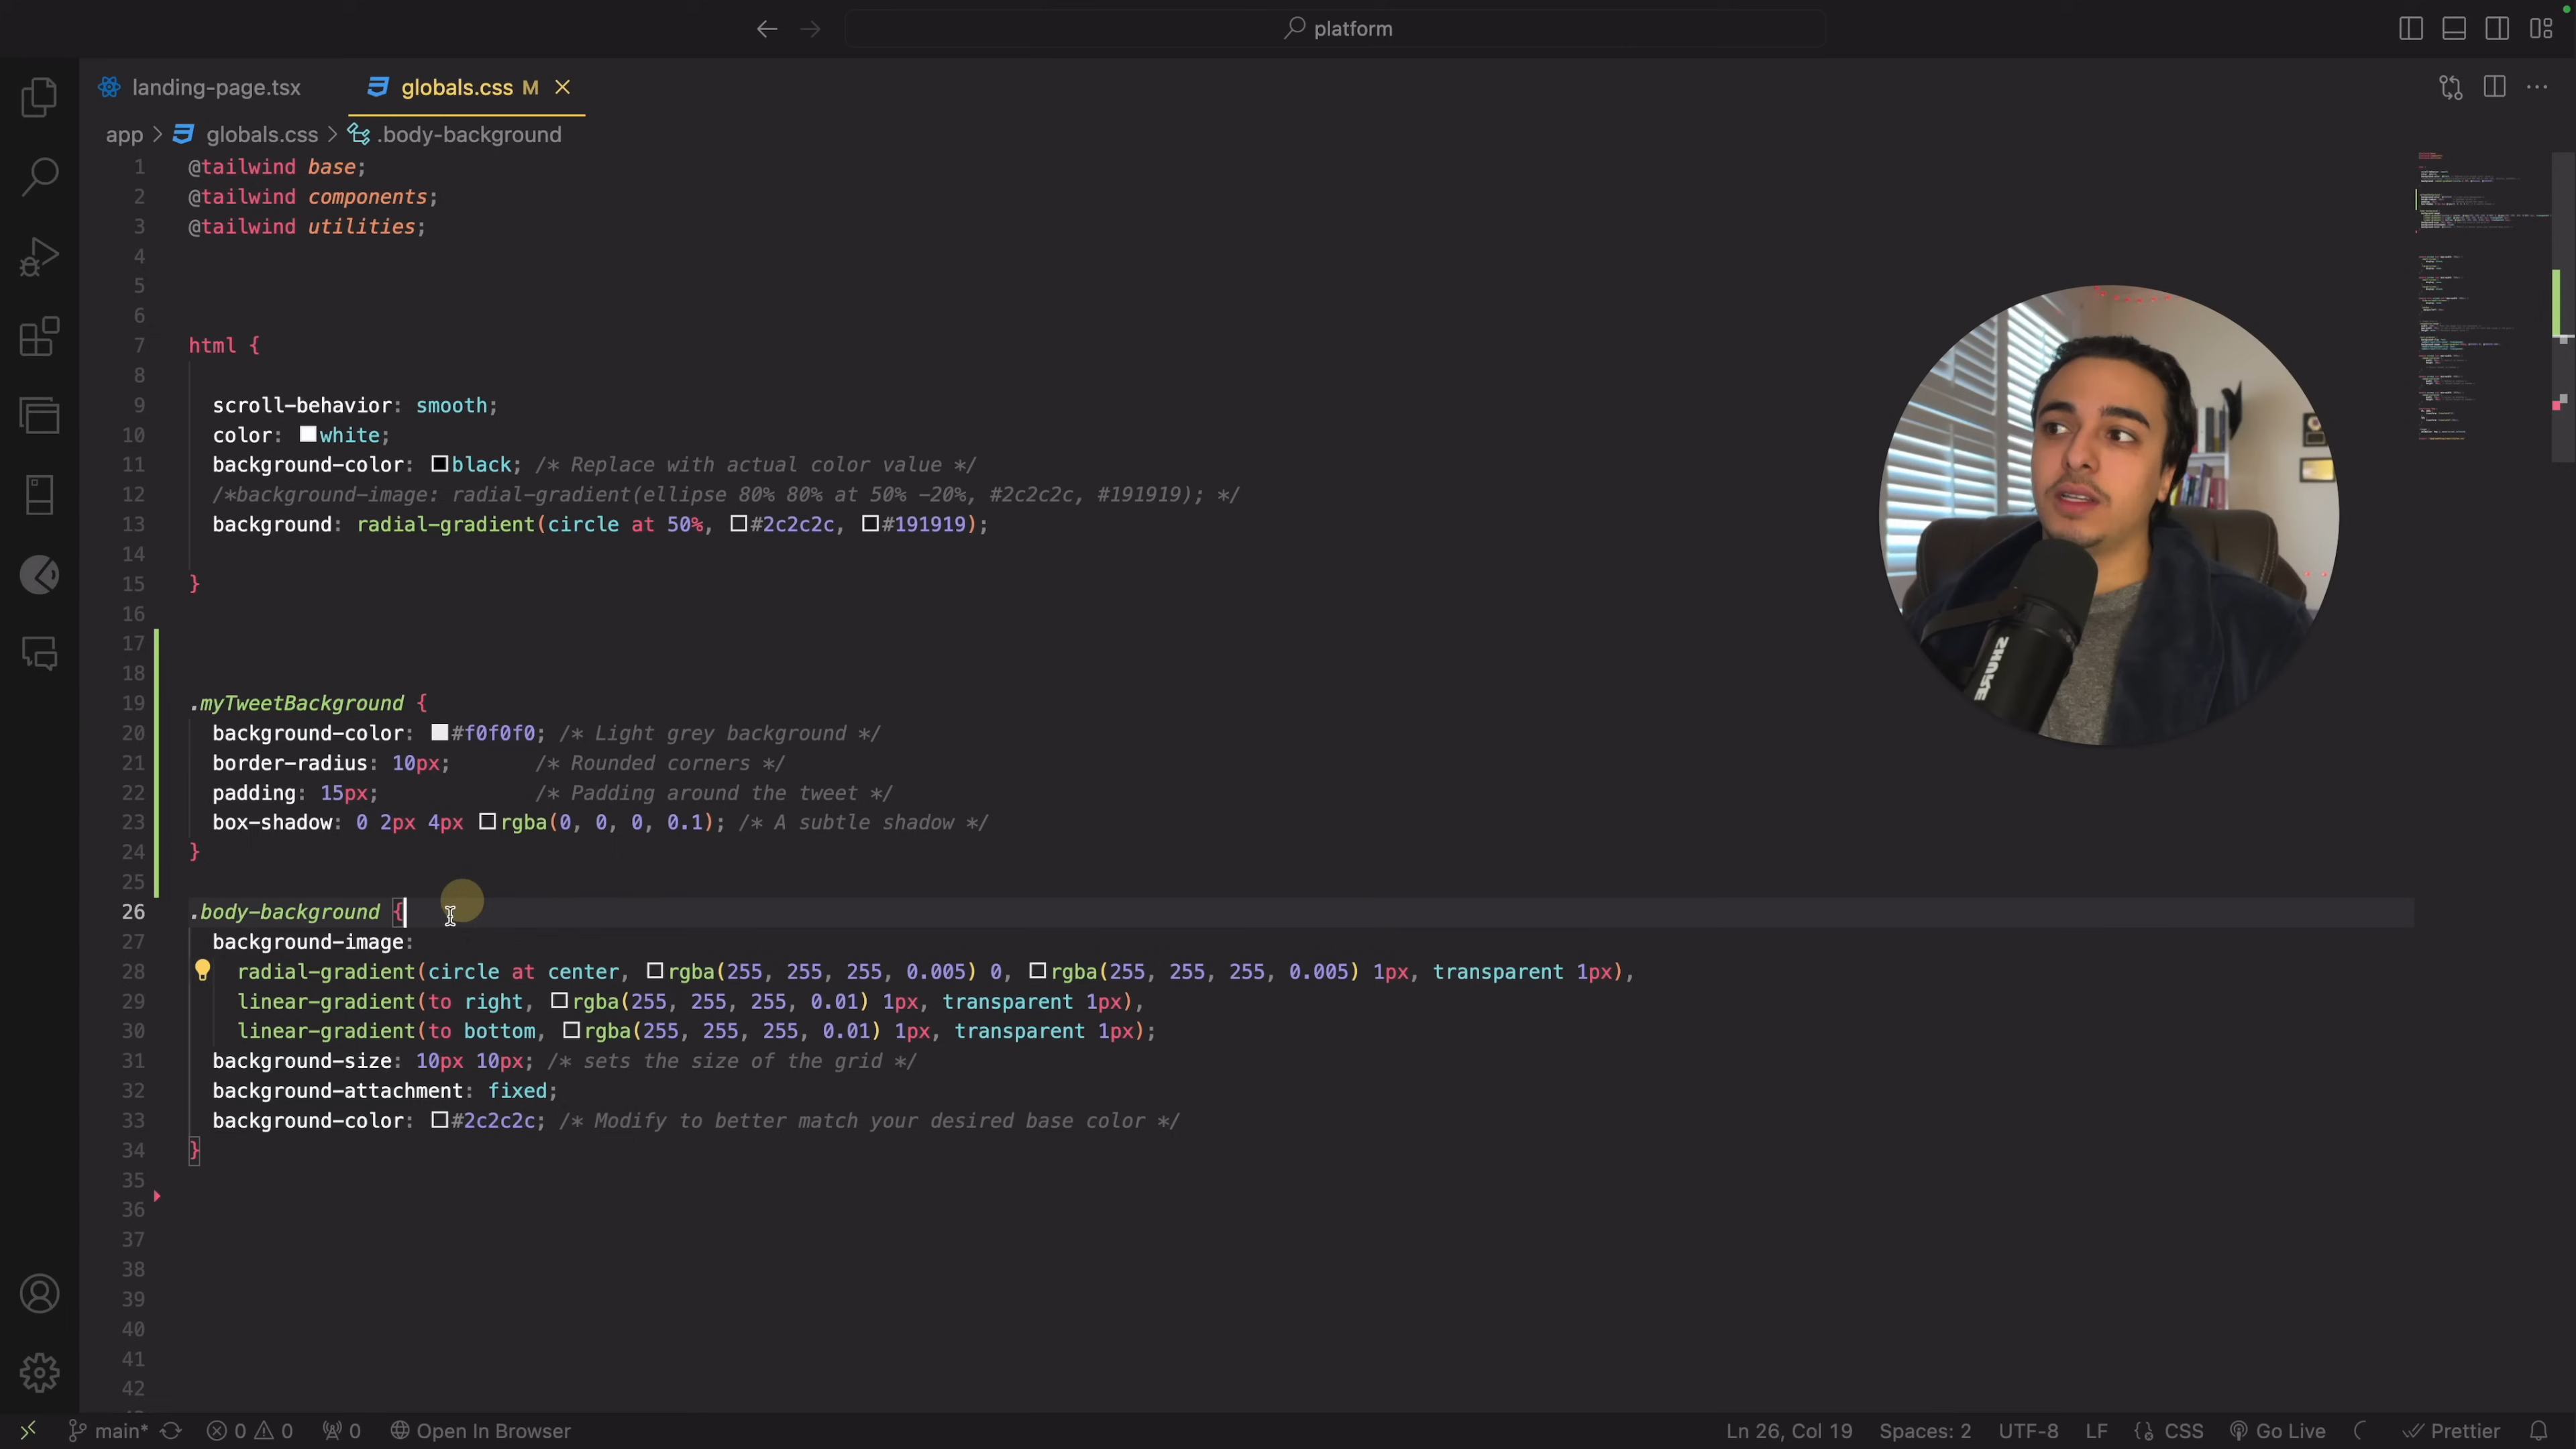 platform
landing-page.tsx
globals.css M
app > globals.css > .body-background
1 @tailwind base;
2 @tailwind components;
3 @tailwind utilities;
4
5
6
7 html {
8
9 scroll-behavior: smooth;
10 color: white;
11 background-color: black; /* Replace with actual color value */
12 /*background-image: radial-gradient(ellipse 80% 80% at 50% -20%, #2c2c2c, #191919); */
13 background: radial-gradient(circle at 50%, #2c2c2c, #191919);
14
15 }
16
17
18
19 .myTweetBackground {
20 background-color: #f0f0f0; /* Light grey background */
21 border-radius: 10px; /* Rounded corners */
22 padding: 15px; /* Padding around the tweet */
23 box-shadow: 0 2px 4px rgba(0, 0, 0, 0.1); /* A subtle shadow */
24 }
25
26 .body-background {
27 background-image:
28 radial-gradient(circle at center, rgba(255, 255, 255, 0.005) 0, rgba(255, 255, 255, 0.005) 1px, transparent 1px),
29 linear-gradient(to right, rgba(255, 255, 255, 0.01) 1px, transparent 1px),
30 linear-gradient(to bottom, rgba(255, 255, 255, 0.01) 1px, transparent 1px);
31 background-size: 10px 10px; /* sets the size of the grid */
32 background-attachment: fixed;
33 background-color: #2c2c2c; /* Modify to better match your desired base color */
34 }
35
36
37
38
39
40
41
42
SHURE
main* 0 0 0 Open In Browser Ln 26, Col 19 Spaces: 2 UTF-8 LF CSS Go Live Prettier